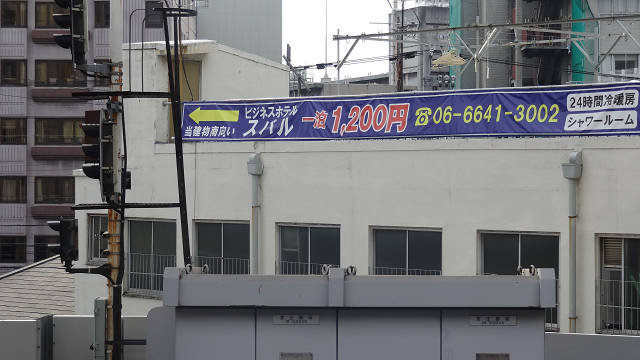 当建物南向い
ビジネスホテル
スバル
一泊 1,200円
☎06-6641-3002
24時間冷暖房
シャワールーム